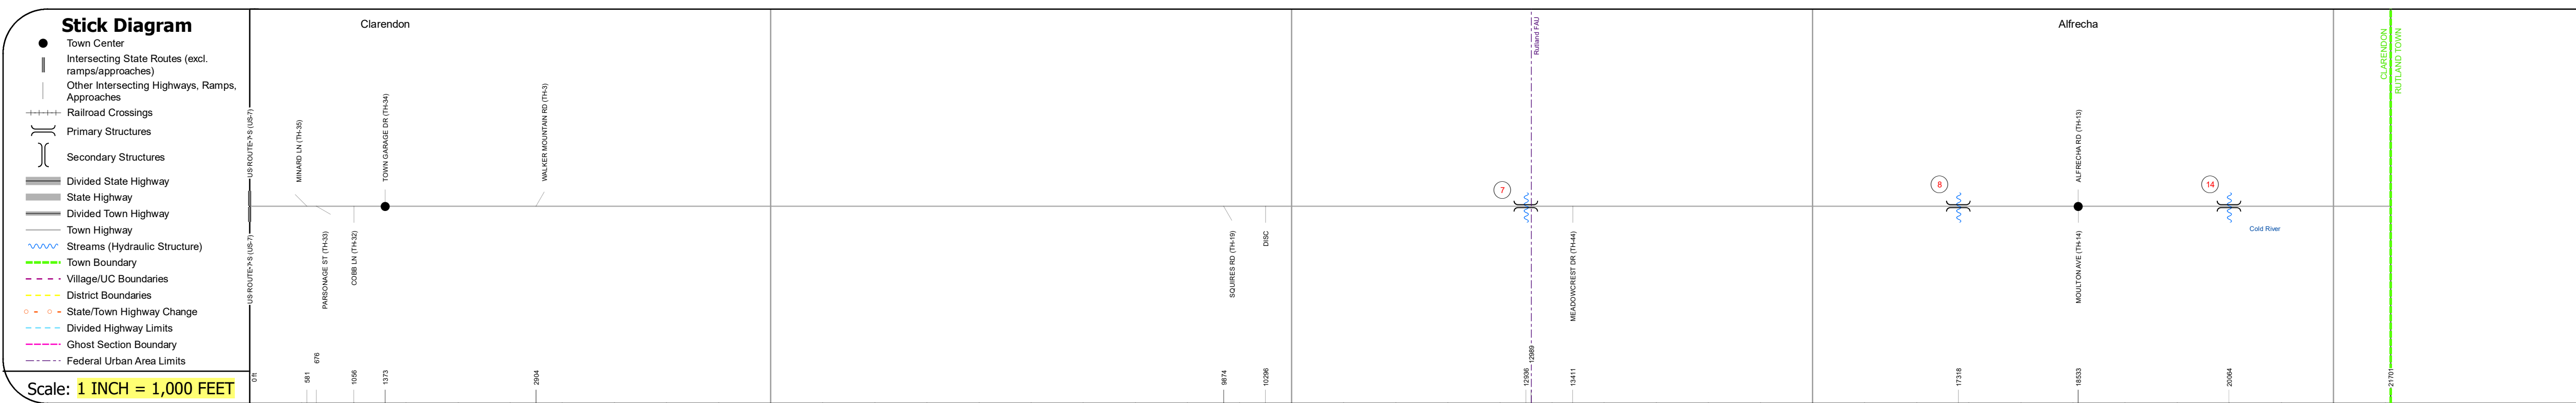 Stick Diagram
Town Center
Intersecting State Routes (excl.
ramps/approaches)
Other Intersecting Highways, Ramps,
Approaches
Railroad Crossings
Primary Structures
Secondary Structures
Divided State Highway
State Highway
Divided Town Highway
Town Highway
Streams (Hydraulic Structure)
Town Boundary
Village/UC Boundaries
District Boundaries
State/Town Highway Change
Divided Highway Limits
Ghost Section Boundary
Federal Urban Area Limits
Scale: 1 INCH = 1,000 FEET
Clarendon
Alfrecha
Rutland FAU
CLARENDON
RUTLAND TOWN
US-ROUTE-7-S (US-7)
MINARD LN (TH-35)
TOWN GARAGE DR (TH-34)
WALKER MOUNTAIN RD (TH-3)
ALFRECHA RD (TH-13)
7
8
14
US-ROUTE-7-S (US-7)
PARSONAGE ST (TH-33)
COBB LN (TH-32)
SQUIRES RD (TH-19)
DISC
MEADOWCREST DR (TH-44)
MOULTON AVE (TH-14)
Cold River
0 ft
581
676
1056
1373
2904
9874
10296
12936
12989
13411
17318
18533
20064
21701